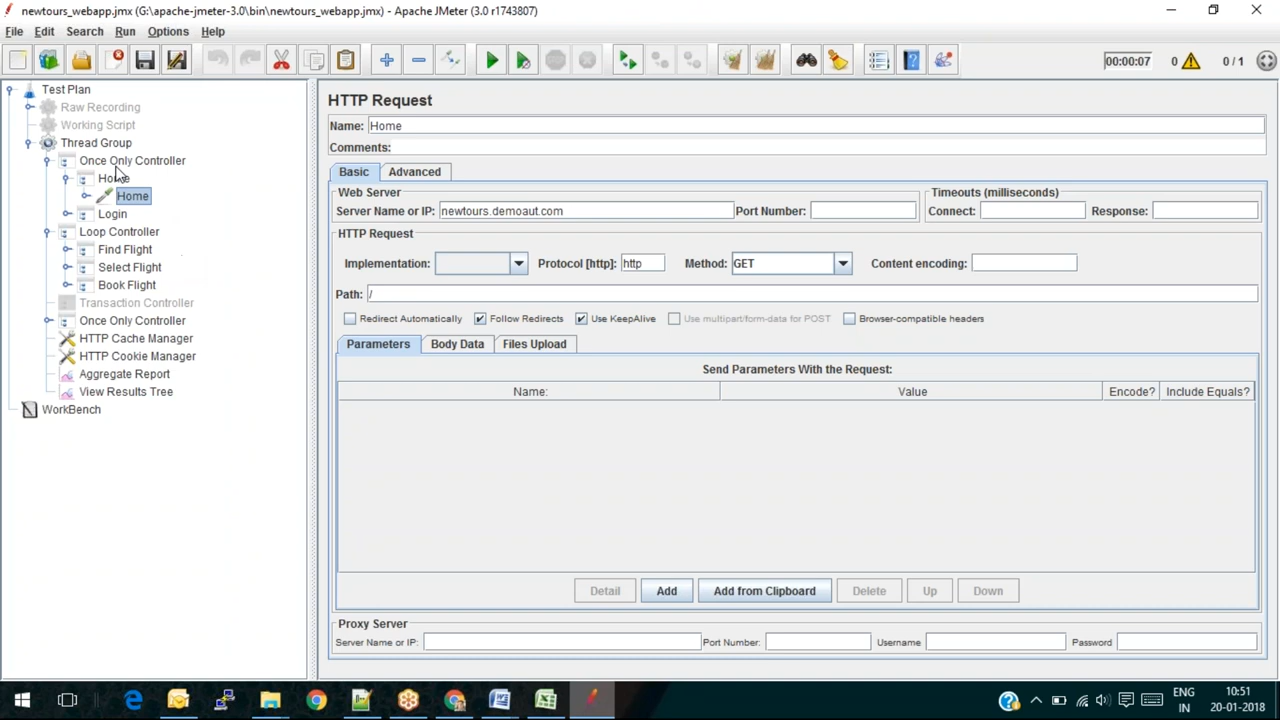 newtours_webapp.jmx (G:\apache-jmeter-3.0\bin\newtours_webapp.jmx) - Apache JMeter (3.0 r1743807)
File Edit Search Run Options Help
00:00:07 0 0 / 1
Test Plan
Raw Recording
Working Script
Thread Group
Once Only Controller
Home
Home
Login
Loop Controller
Find Flight
Select Flight
Book Flight
Transaction Controller
Once Only Controller
HTTP Cache Manager
HTTP Cookie Manager
Aggregate Report
View Results Tree
WorkBench
HTTP Request
Name: Home
Comments:
Basic Advanced
Web Server Timeouts (milliseconds)
Server Name or IP: newtours.demoaut.com Port Number: Connect: Response:
HTTP Request
Implementation: Protocol [http]: http Method: GET Content encoding:
Path: /
Redirect Automatically Follow Redirects Use KeepAlive Use multipart/form-data for POST Browser-compatible headers
Parameters Body Data Files Upload
Send Parameters With the Request:
Name: Value Encode? Include Equals?
Detail Add Add from Clipboard Delete Up Down
Proxy Server
Server Name or IP: Port Number: Username Password
ENG 10:51
IN 20-01-2018